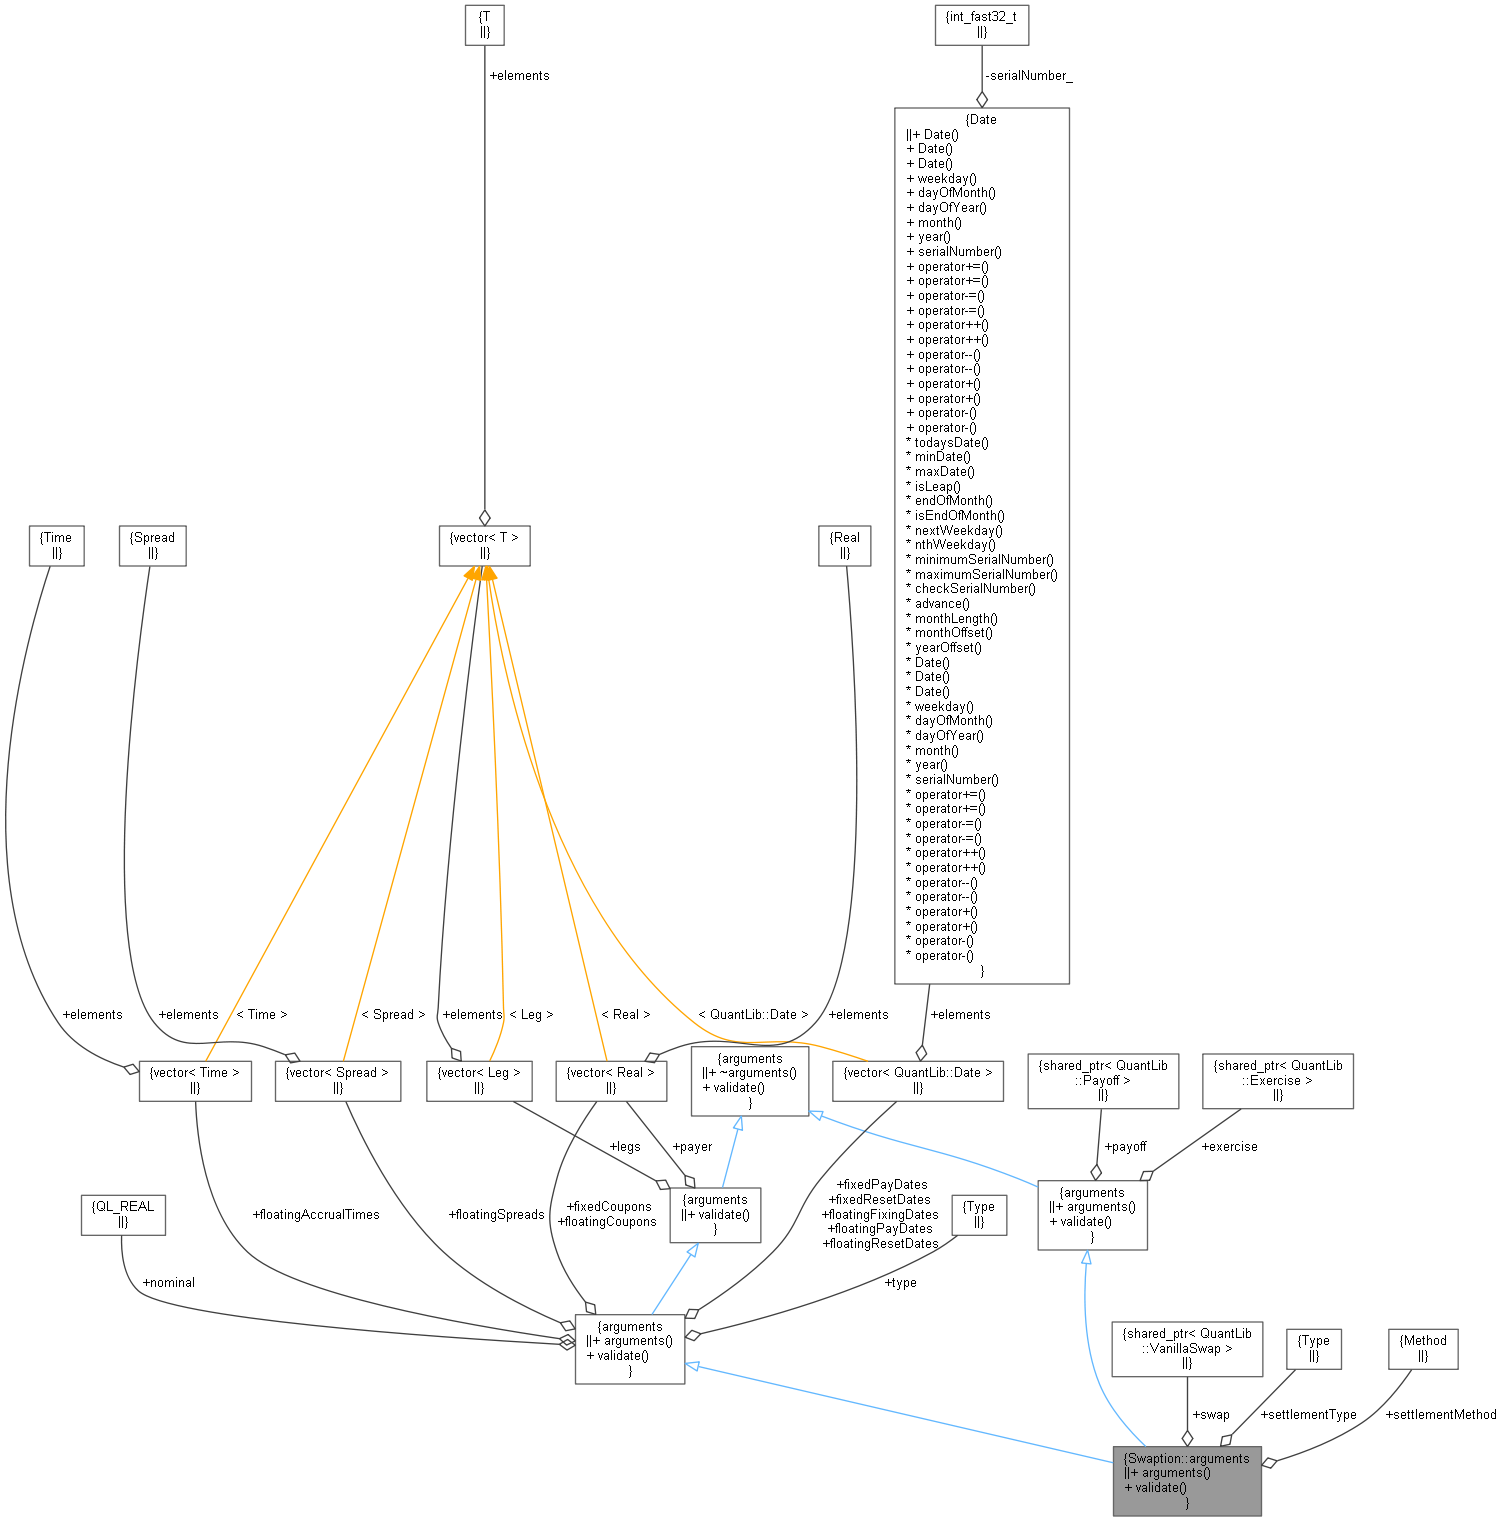 {T
||}
{int_fast32_t
||}
+elements
-serialNumber_
{Date
||+ Date()
+ Date()
+ Date()
+ weekday()
+ dayOfMonth()
+ dayOfYear()
+ month()
+ year()
+ serialNumber()
+ operator+=()
+ operator+=()
+ operator-=()
+ operator-=()
+ operator++()
+ operator++()
+ operator--()
+ operator--()
+ operator+()
+ operator+()
+ operator-()
+ operator-()
* todaysDate()
* minDate()
* maxDate()
* isLeap()
* endOfMonth()
* isEndOfMonth()
* nextWeekday()
* nthWeekday()
* minimumSerialNumber()
* maximumSerialNumber()
* checkSerialNumber()
* advance()
* monthLength()
* monthOffset()
* yearOffset()
* Date()
* Date()
* Date()
* weekday()
* dayOfMonth()
* dayOfYear()
* month()
* year()
* serialNumber()
* operator+=()
* operator+=()
* operator-=()
* operator-=()
* operator++()
* operator++()
* operator--()
* operator--()
* operator+()
* operator+()
* operator-()
* operator-()
}
{Time
||}
{Spread
||}
{vector< T >
||}
{Real
||}
+elements
+elements
< Time >
< Spread >
+elements
< Leg >
< Real >
< QuantLib::Date >
+elements
+elements
{vector< Time >
||}
{vector< Spread >
||}
{vector< Leg >
||}
{vector< Real >
||}
{arguments
||+ ~arguments()
+ validate()
}
{vector< QuantLib::Date >
||}
{shared_ptr< QuantLib
::Payoff >
||}
{shared_ptr< QuantLib
::Exercise >
||}
+legs
+payer
+payoff
+exercise
{QL_REAL
||}
+floatingAccrualTimes
+floatingSpreads
+fixedCoupons
+floatingCoupons
{arguments
||+ validate()
}
+fixedPayDates
+fixedResetDates
+floatingFixingDates
+floatingPayDates
+floatingResetDates
{Type
||}
{arguments
||+ arguments()
+ validate()
}
+nominal
+type
{arguments
||+ arguments()
+ validate()
}
{shared_ptr< QuantLib
::VanillaSwap >
||}
{Type
||}
{Method
||}
+swap
+settlementType
+settlementMethod
{Swaption::arguments
||+ arguments()
+ validate()
}